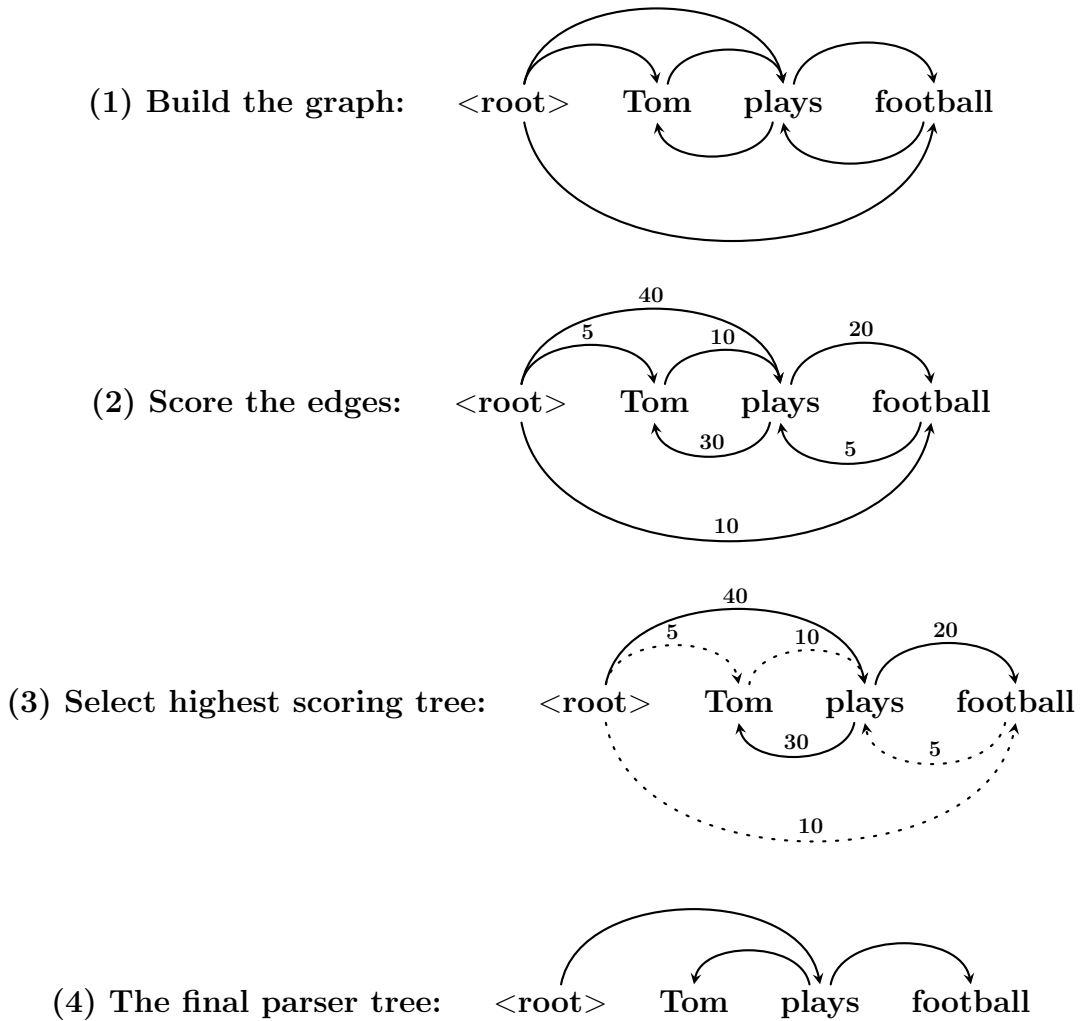 (1) Build the graph: <root> Tom plays football
40
5 10 20
(2) Score the edges: <root> Tom plays football
30 5
10
40
5 10 20
(3) Select highest scoring tree: <root> Tom plays football
30 5
10
(4) The final parser tree: <root> Tom plays football